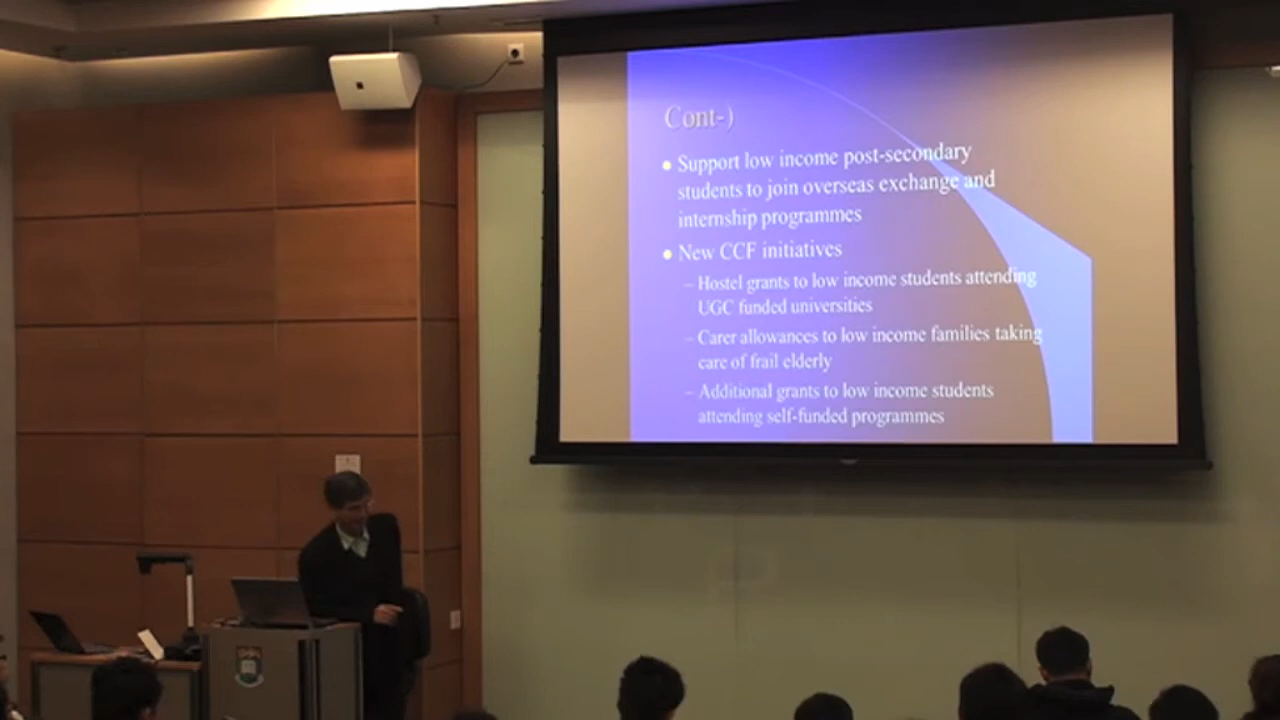 Cont-)
Support low income post-secondary
students to join overseas exchange and
internship programmes
New CCF initiatives
– Hostel grants to low income students attending
UGC funded universities
– Carer allowances to low income families taking
care of frail elderly
– Additional grants to low income students
attending self-funded programmes